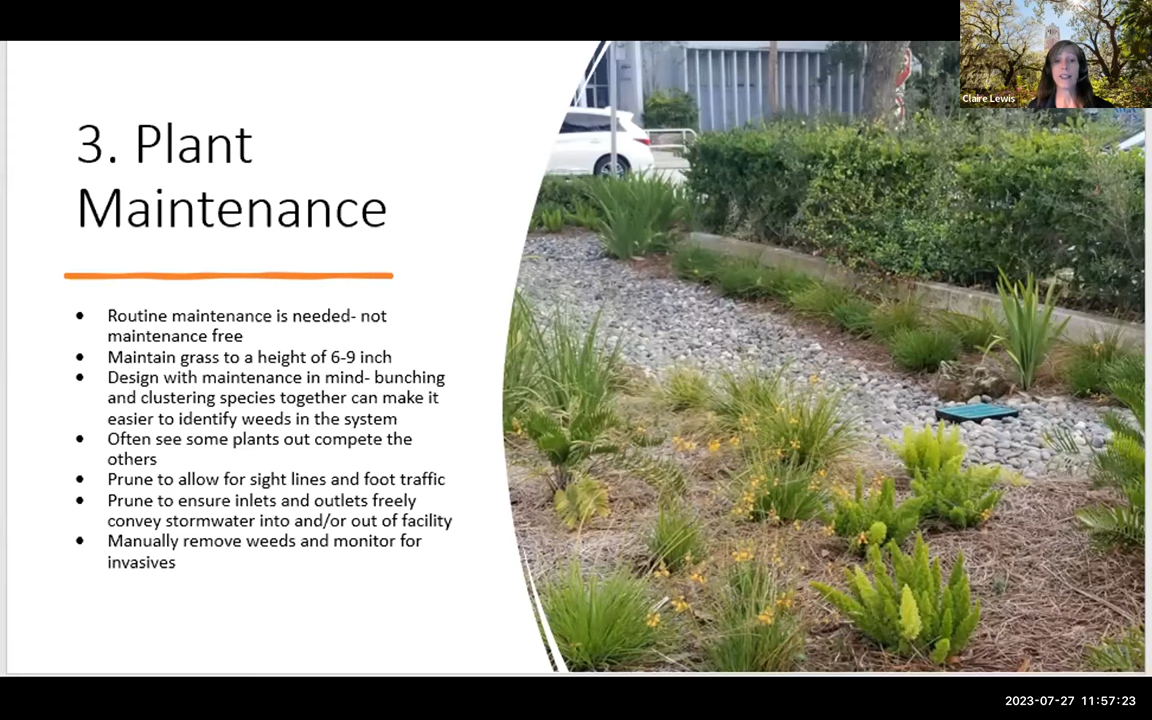 Claire Lewis
3. Plant
Maintenance
• Routine maintenance is needed- not
maintenance free
• Maintain grass to a height of 6-9 inch
• Design with maintenance in mind- bunching
and clustering species together can make it
easier to identify weeds in the system
• Often see some plants out compete the
others
• Prune to allow for sight lines and foot traffic
• Prune to ensure inlets and outlets freely
convey stormwater into and/or out of facility
• Manually remove weeds and monitor for
invasives
2023-07-27 11:57:23